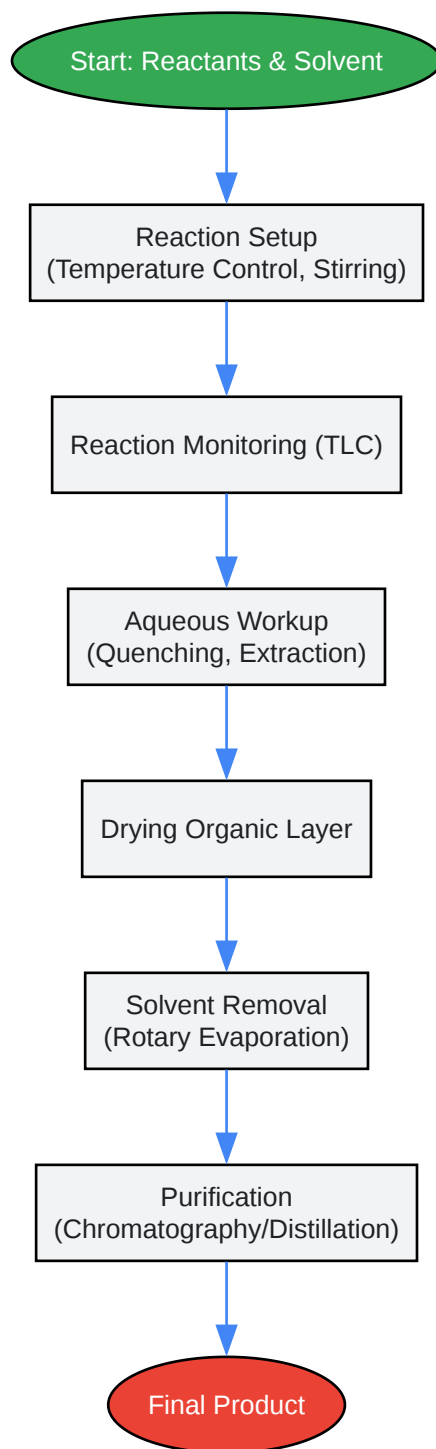 Start: Reactants & Solvent
Reaction Setup
(Temperature Control, Stirring)
Reaction Monitoring (TLC)
Aqueous Workup
(Quenching, Extraction)
Drying Organic Layer
Solvent Removal
(Rotary Evaporation)
Purification
(Chromatography/Distillation)
Final Product